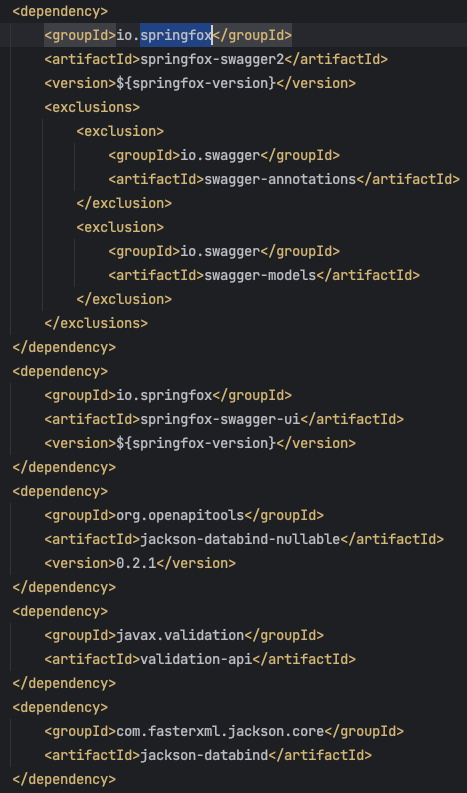 <dependency>
    <groupId>io.springfox</groupId>
    <artifactId>springfox-swagger2</artifactId>
    <version>${springfox-version}</version>
    <exclusions>
        <exclusion>
            <groupId>io.swagger</groupId>
            <artifactId>swagger-annotations</artifactId>
        </exclusion>
        <exclusion>
            <groupId>io.swagger</groupId>
            <artifactId>swagger-models</artifactId>
        </exclusion>
    </exclusions>
</dependency>
<dependency>
    <groupId>io.springfox</groupId>
    <artifactId>springfox-swagger-ui</artifactId>
    <version>${springfox-version}</version>
</dependency>
<dependency>
    <groupId>org.openapitools</groupId>
    <artifactId>jackson-databind-nullable</artifactId>
    <version>0.2.1</version>
</dependency>
<dependency>
    <groupId>javax.validation</groupId>
    <artifactId>validation-api</artifactId>
</dependency>
<dependency>
    <groupId>com.fasterxml.jackson.core</groupId>
    <artifactId>jackson-databind</artifactId>
</dependency>